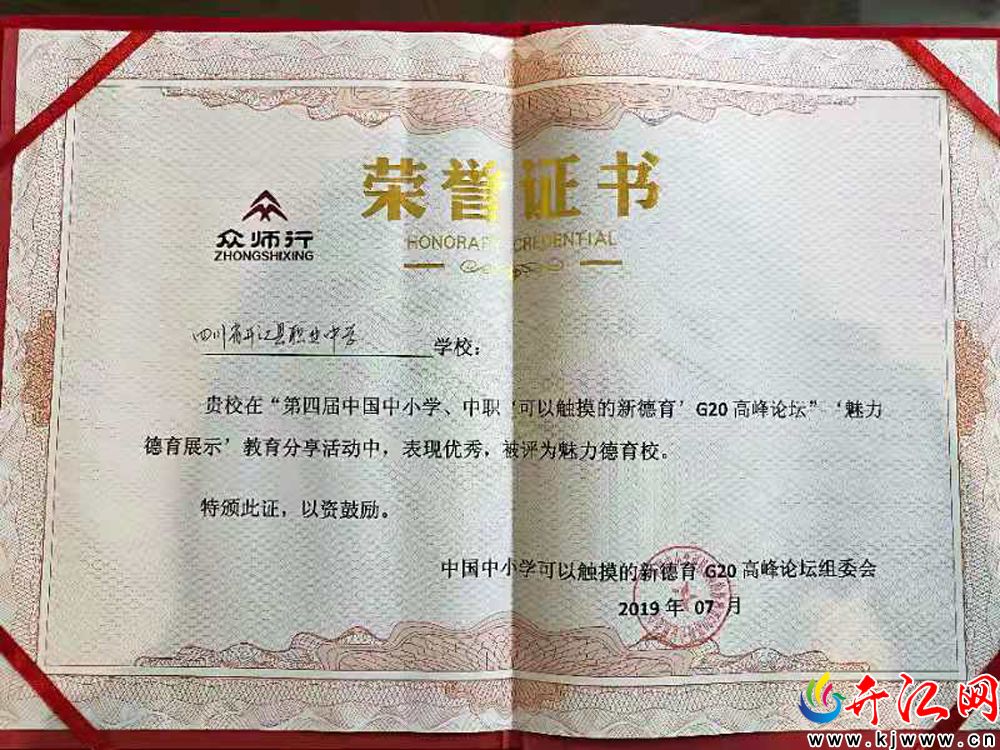 荣誉证书
HONORARY CREDENTIAL
众师行
ZHONGSHIXING
四川省开江县职业中学 学校：
贵校在“第四届中国中小学、中职‘可以触摸的新德育’G20高峰论坛”‘魅力
德育展示’教育分享活动中，表现优秀，被评为魅力德育校。
特颁此证，以资鼓励。
中国中小学可以触摸的新德育G20高峰论坛组委会
2019年07月
开江网
www.kjwww.cn